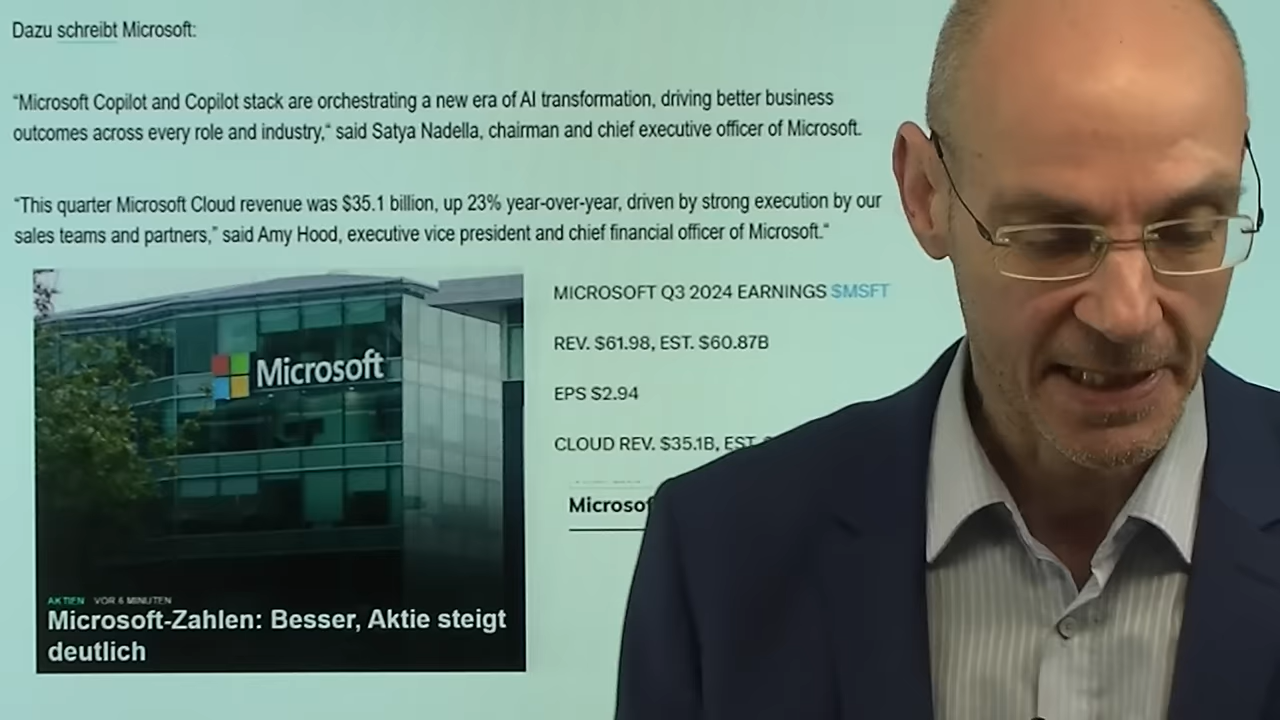 Dazu schreibt Microsoft:
“Microsoft Copilot and Copilot stack are orchestrating a new era of AI transformation, driving better business
outcomes across every role and industry,“ said Satya Nadella, chairman and chief executive officer of Microsoft.
“This quarter Microsoft Cloud revenue was $35.1 billion, up 23% year-over-year, driven by strong execution by our
sales teams and partners,” said Amy Hood, executive vice president and chief financial officer of Microsoft.“
Microsoft
AKTIEN VOR 6 MINUTEN
Microsoft-Zahlen: Besser, Aktie steigt
deutlich
MICROSOFT Q3 2024 EARNINGS $MSFT
REV. $61.98, EST. $60.87B
EPS $2.94
CLOUD REV. $35.1B, EST
Microsof